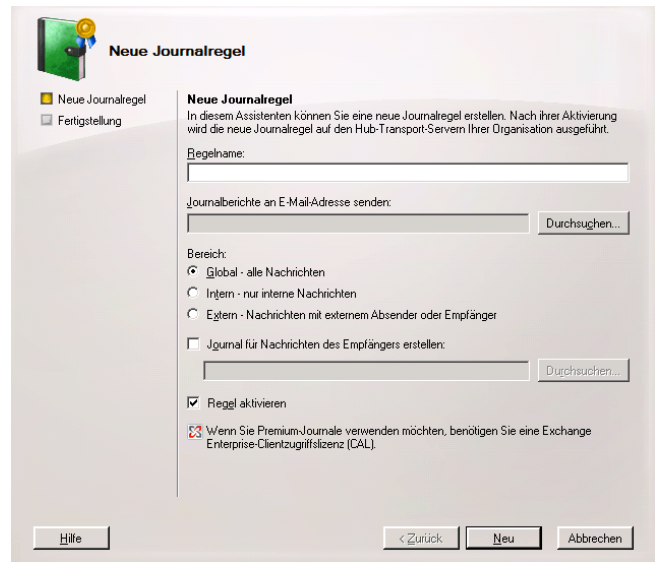 Neue Journalregel
Neue Journalregel
Fertigstellung
Neue Journalregel
In diesem Assistenten können Sie eine neue Journalregel erstellen. Nach ihrer Aktivierung
wird die neue Journalregel auf den Hub-Transport-Servern Ihrer Organisation ausgeführt.
Regelname:
Journalberichte an E-Mail-Adresse senden:
Durchsuchen...
Bereich:
Global - alle Nachrichten
Intern - nur interne Nachrichten
Extern - Nachrichten mit externem Absender oder Empfänger
Journal für Nachrichten des Empfängers erstellen:
Durchsuchen...
Regel aktivieren
Wenn Sie Premium-Journale verwenden möchten, benötigen Sie eine Exchange
Enterprise-Clientzugriffslizenz (CAL).
Hilfe
< Zurück
Neu
Abbrechen